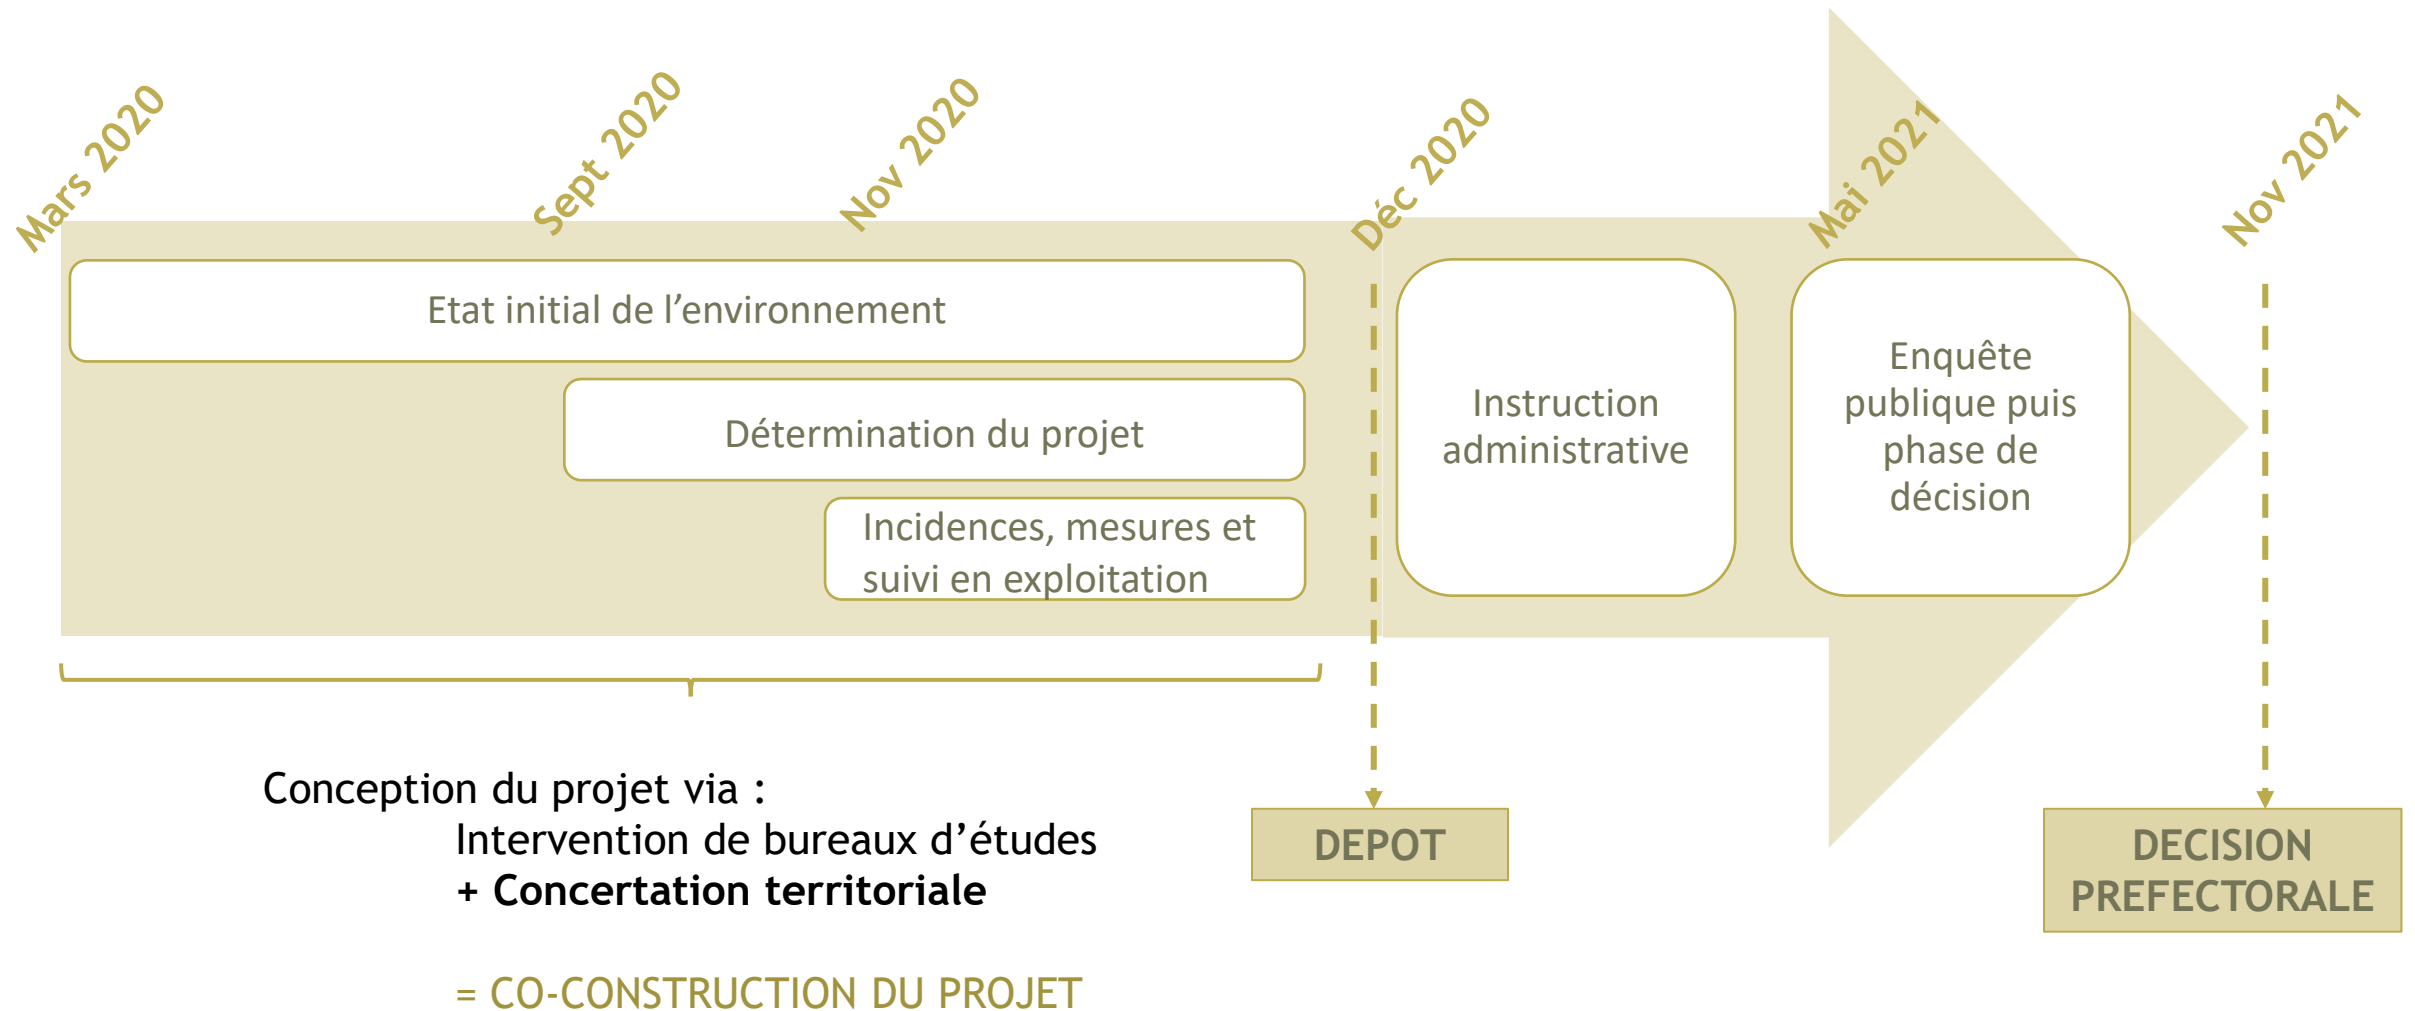 Mars 2020
Sept 2020
Nov 2020
Déc 2020
Mai 2021
Nov 2021
Etat initial de l’environnement
Détermination du projet
Incidences, mesures et
suivi en exploitation
Instruction
administrative
Enquête
publique puis
phase de
décision
Conception du projet via :
Intervention de bureaux d’études
+ Concertation territoriale
= CO-CONSTRUCTION DU PROJET
DEPOT
DECISION
PREFECTORALE